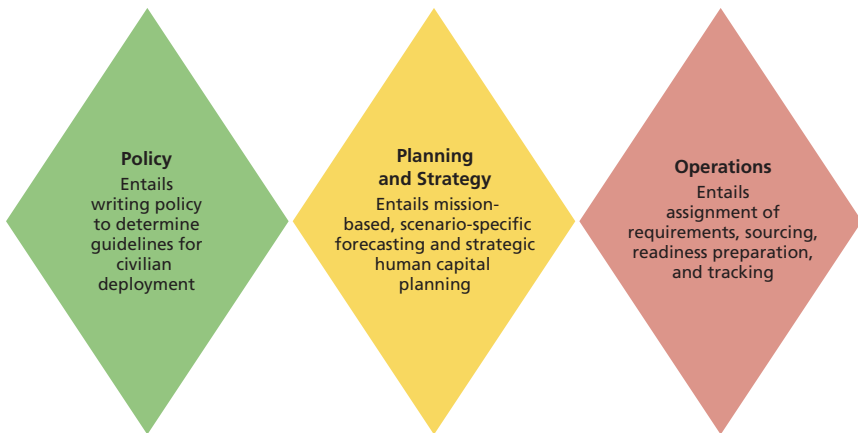 Policy
Entails
writing policy
to determine
guidelines for
civilian
deployment
Planning
and Strategy
Entails mission-
based, scenario-specific
forecasting and strategic
human capital
planning
Operations
Entails
assignment of
requirements, sourcing,
readiness preparation,
and tracking